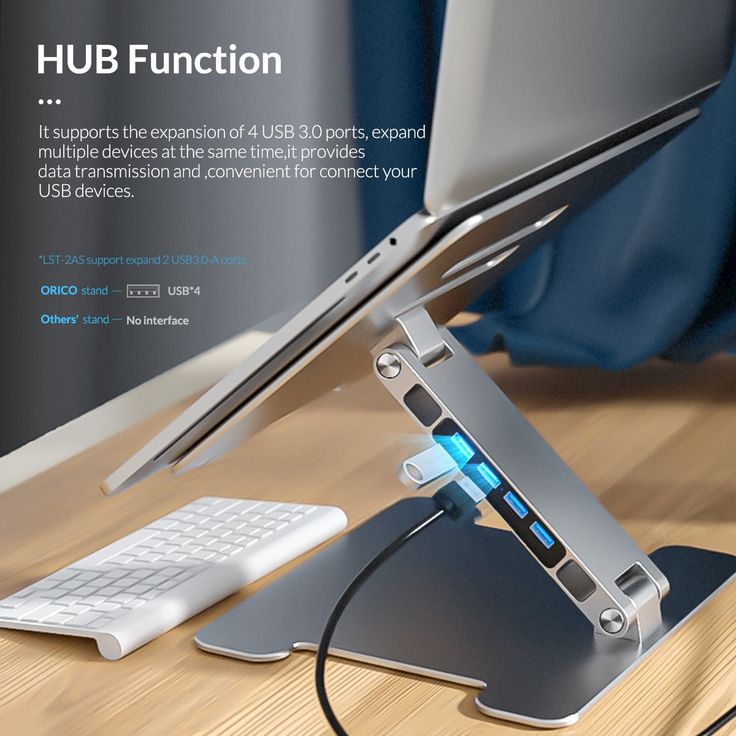 HUB Function
...
It supports the expansion of 4 USB 3.0 ports, expand
multiple devices at the same time,it provides
data transmission and ,convenient for connect your
USB devices.
*LST-2AS support expand 2 USB3.0-A ports.
ORICO stand — USB*4
Others' stand — No interface